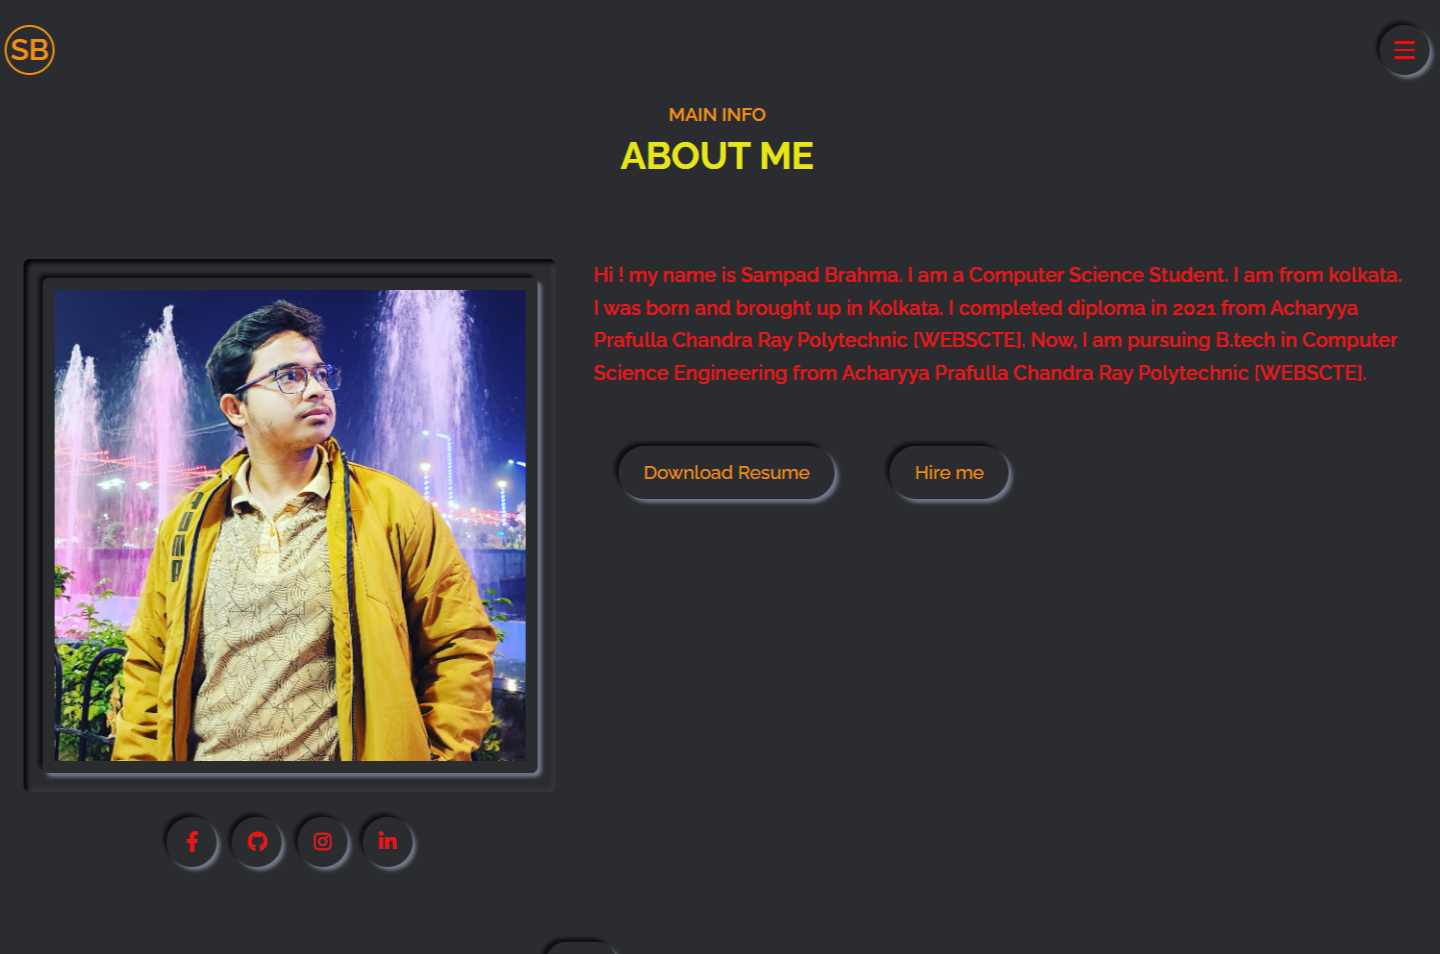 SB
MAIN INFO
ABOUT ME
Hi ! my name is Sampad Brahma. I am a Computer Science Student. I am from kolkata.
I was born and brought up in Kolkata. I completed diploma in 2021 from Acharyya
Prafulla Chandra Ray Polytechnic [WEBSCTE]. Now, I am pursuing B.tech in Computer
Science Engineering from Acharyya Prafulla Chandra Ray Polytechnic [WEBSCTE].
Download Resume
Hire me
PUMA